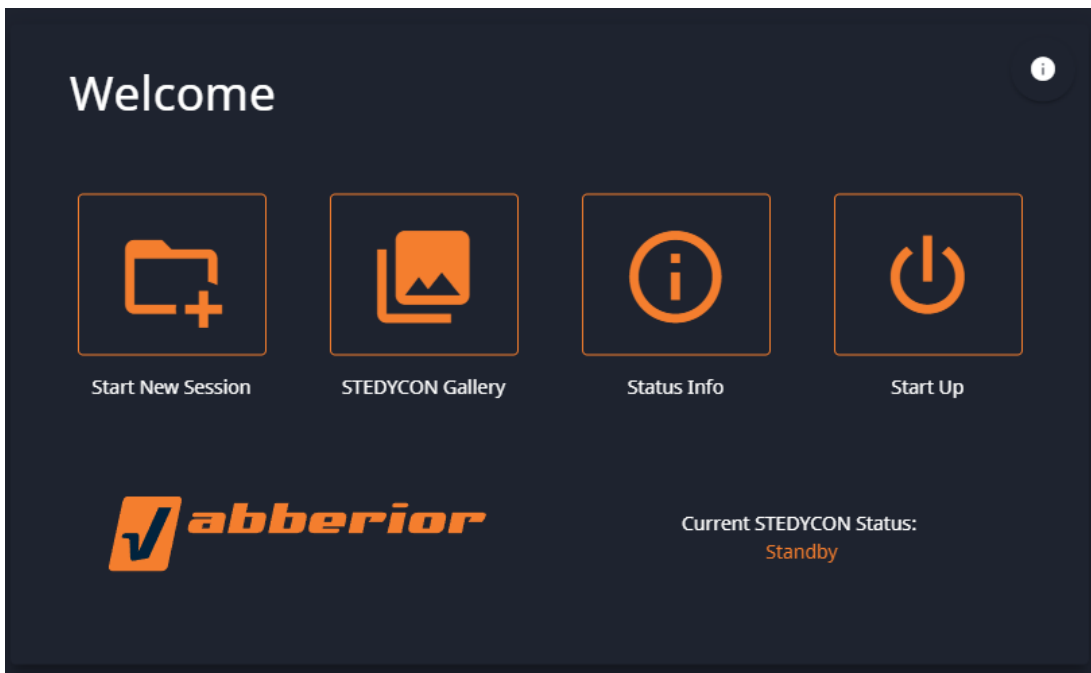 Welcome
Start New Session
STEDYCON Gallery
Status Info
Start Up
abberior
Current STEDYCON Status:
Standby